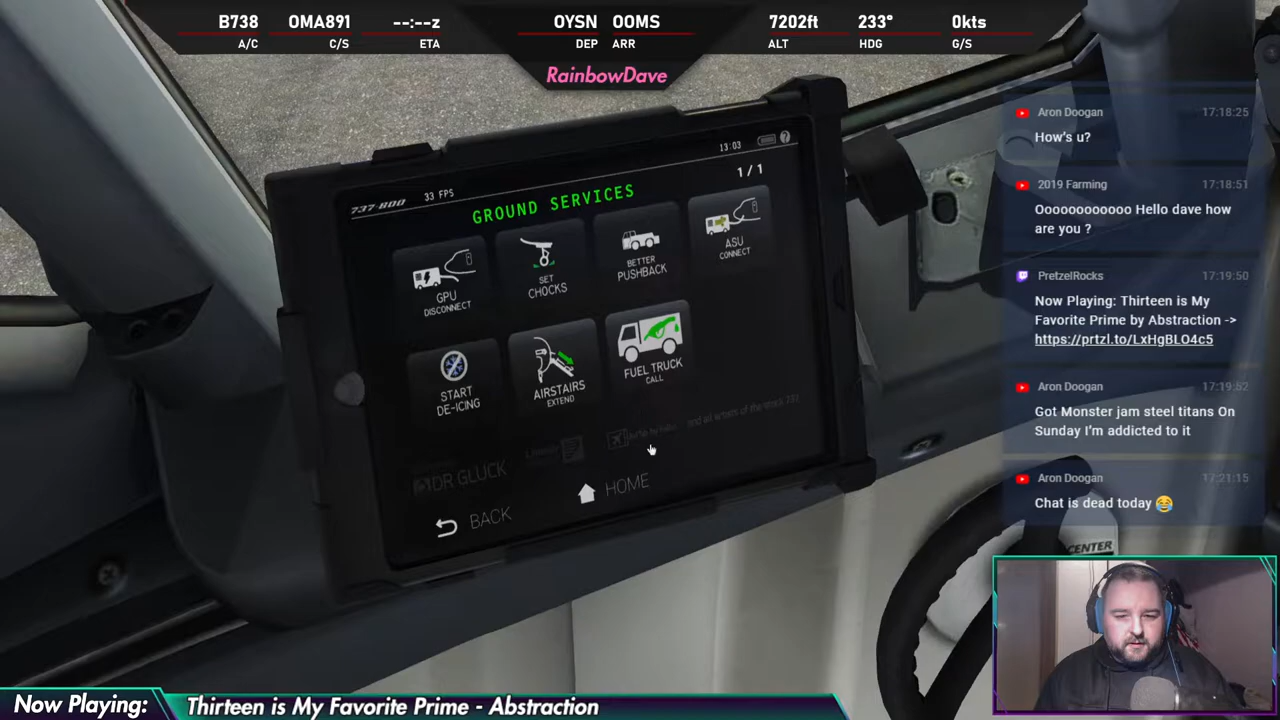 B738 OMA891 --:--z OYSN OOMS 7202ft 233° 0kts
A/C C/S ETA DEP ARR ALT HDG G/S
RainbowDave
737-800 33 FPS 13:03
GROUND SERVICES 1/1
GPU
DISCONNECT
SET
CHOCKS
BETTER
PUSHBACK
ASU
CONNECT
START
DE-ICING
AIRSTAIRS
EXTEND
FUEL TRUCK
CALL
DR GLUCK
BACK
HOME
CENTER
Aron Doogan 17:18:25
How's u?
2019 Farming 17:18:51
Ooooooooooo Hello dave how
are you ?
PretzelRocks 17:19:50
Now Playing: Thirteen is My
Favorite Prime by Abstraction ->
https://prtzl.to/LxHgBLO4c5
Aron Doogan 17:19:52
Got Monster jam steel titans On
Sunday I'm addicted to it
Aron Doogan 17:21:15
Chat is dead today 😂
Now Playing: Thirteen is My Favorite Prime - Abstraction